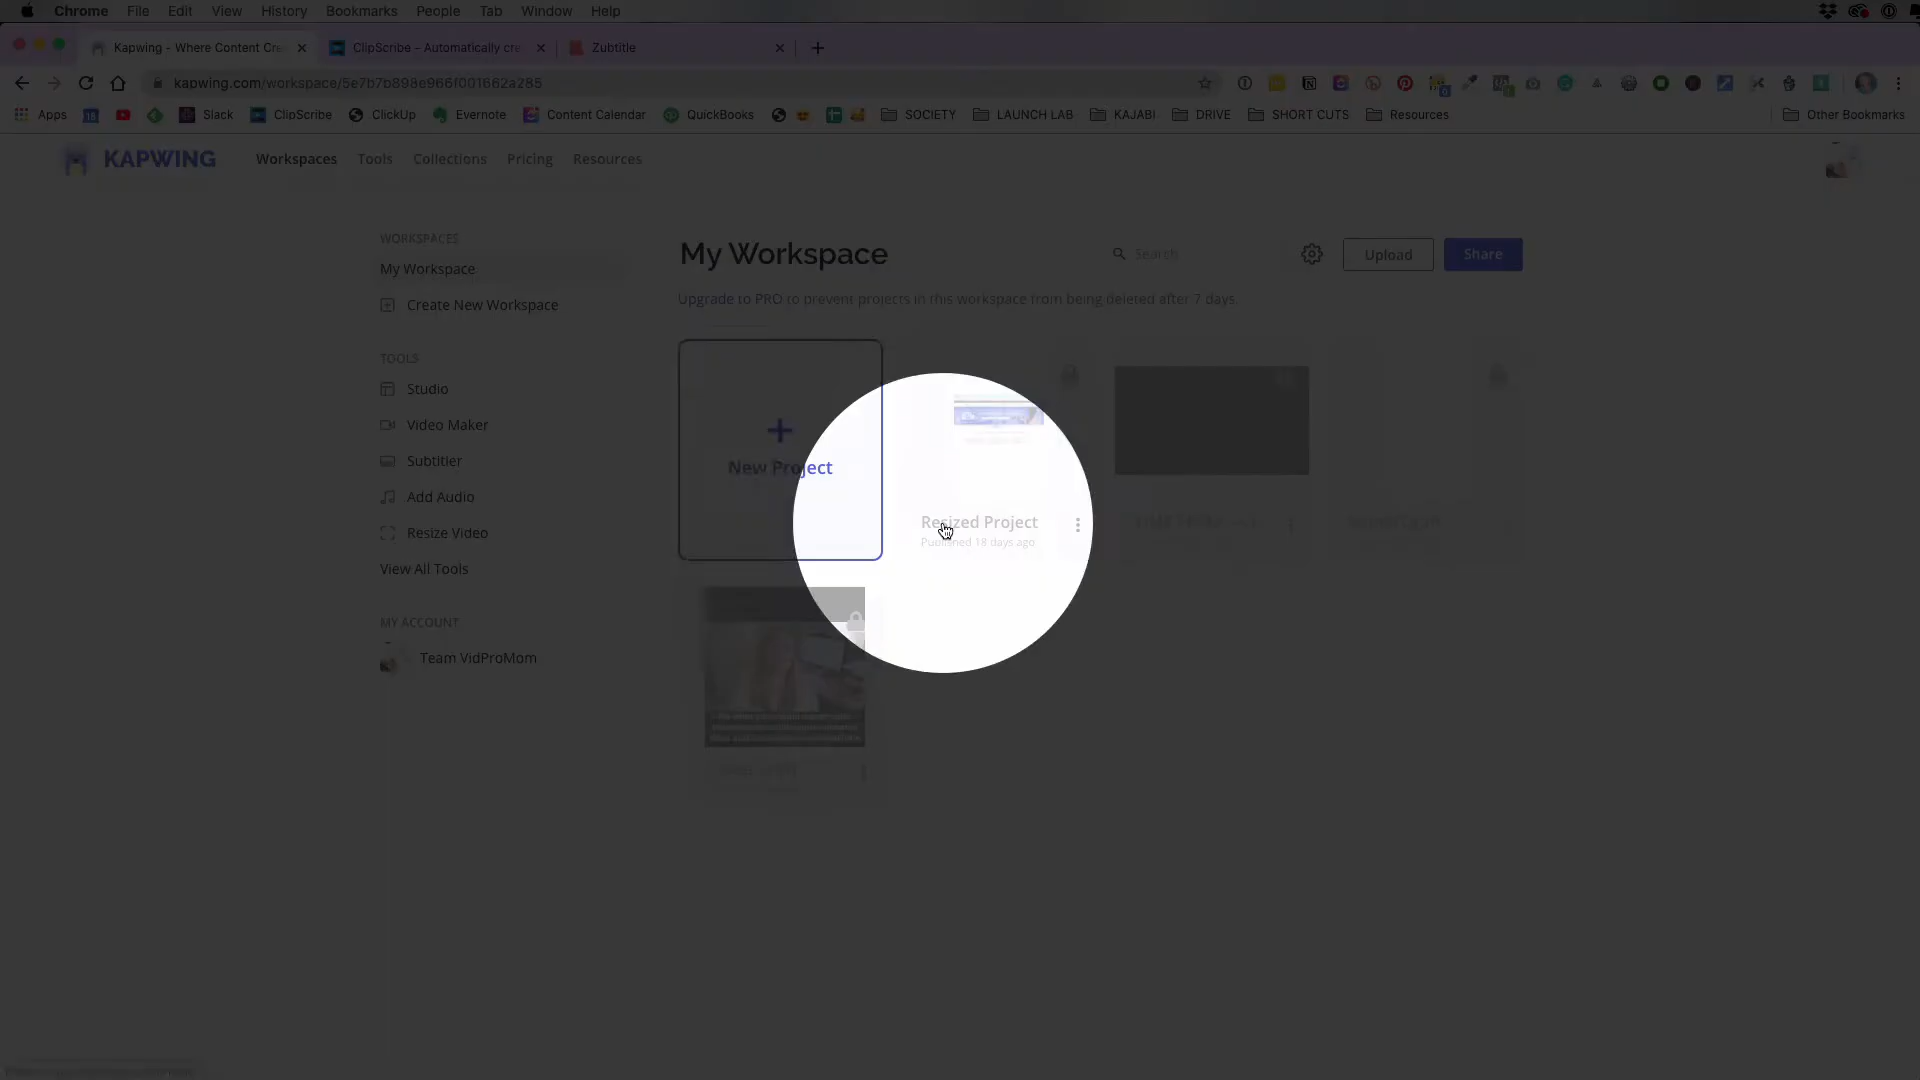 Chrome File Edit View History Bookmarks People Tab Window Help
Kapwing - Where Content Cre
ClipScribe - Automatically cre
Zubtitle
kapwing.com/workspace/5e7b7b898e966f001662a285
Apps
Slack
ClipScribe
ClickUp
Evernote
Content Calendar
QuickBooks
SOCIETY
LAUNCH LAB
KAJABI
DRIVE
SHORT CUTS
Resources
Other Bookmarks
KAPWING
Workspaces Tools Collections Pricing Resources
WORKSPACES
My Workspace
Create New Workspace
TOOLS
Studio
Video Maker
Subtitler
Add Audio
Resize Video
View All Tools
MY ACCOUNT
Team VidProMom
My Workspace
Search
Upload
Share
Upgrade to PRO to prevent projects in this workspace from being deleted after 7 days.
New Project
Resized Project
Published 18 days ago